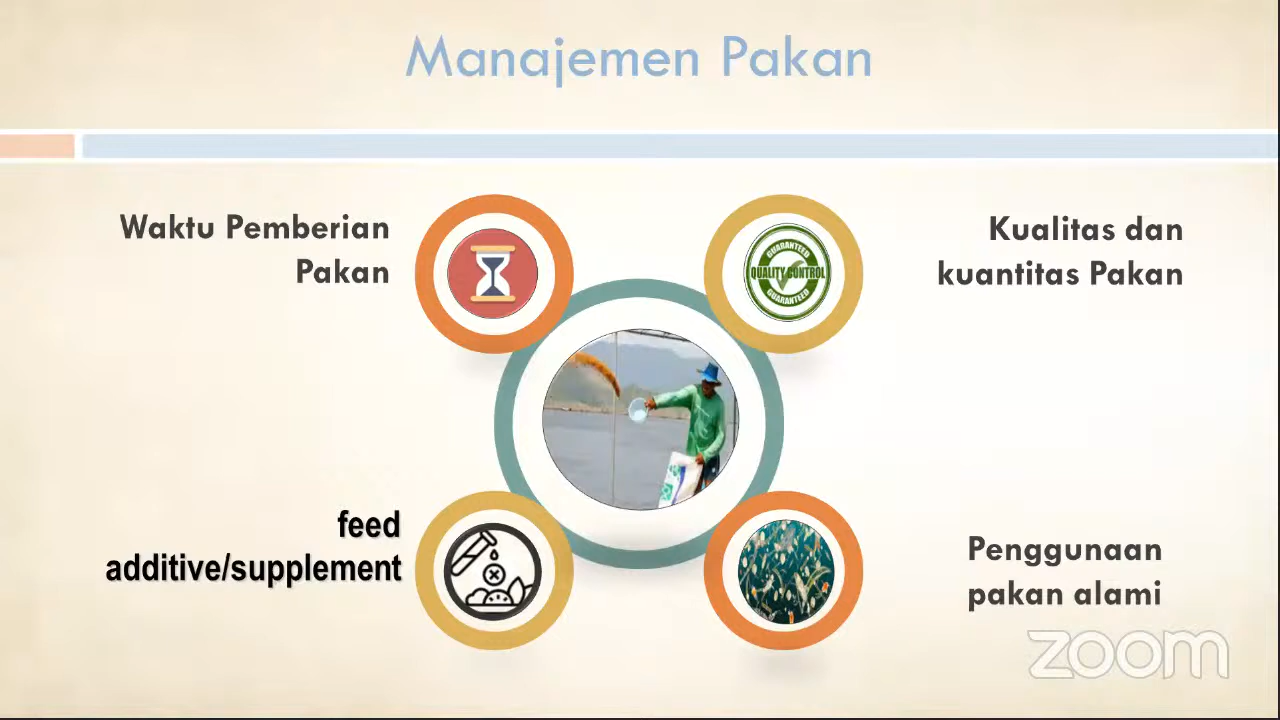 Manajemen Pakan
Waktu Pemberian
Pakan
GUARANTEED
QUALITY CONTROL
GUARANTEED
Kualitas dan
kuantitas Pakan
feed
additive/supplement
Penggunaan
pakan alami
zoom